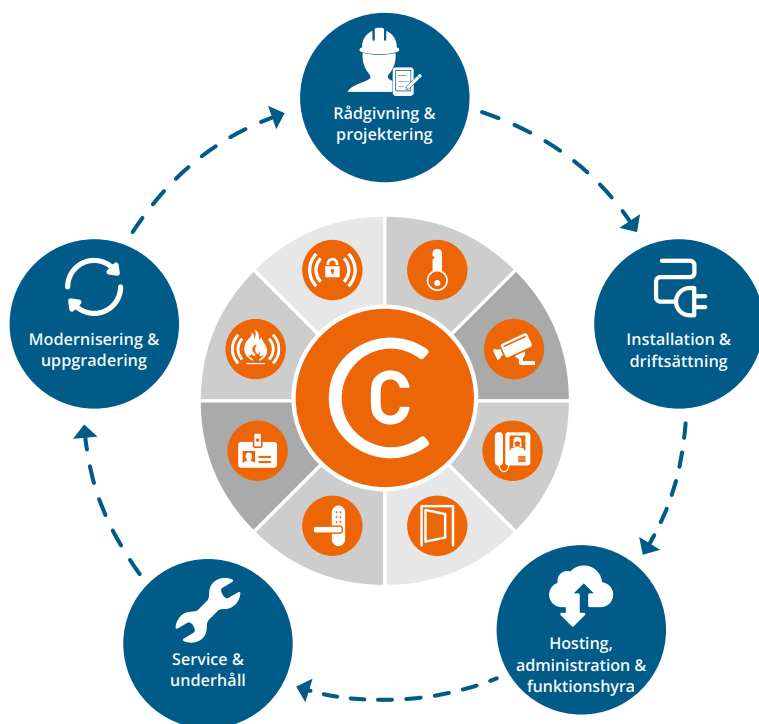 Rådgivning &
projektering
Installation &
driftsättning
Hosting,
administration &
funktionshyra
Service &
underhåll
Modernisering &
uppgradering
C